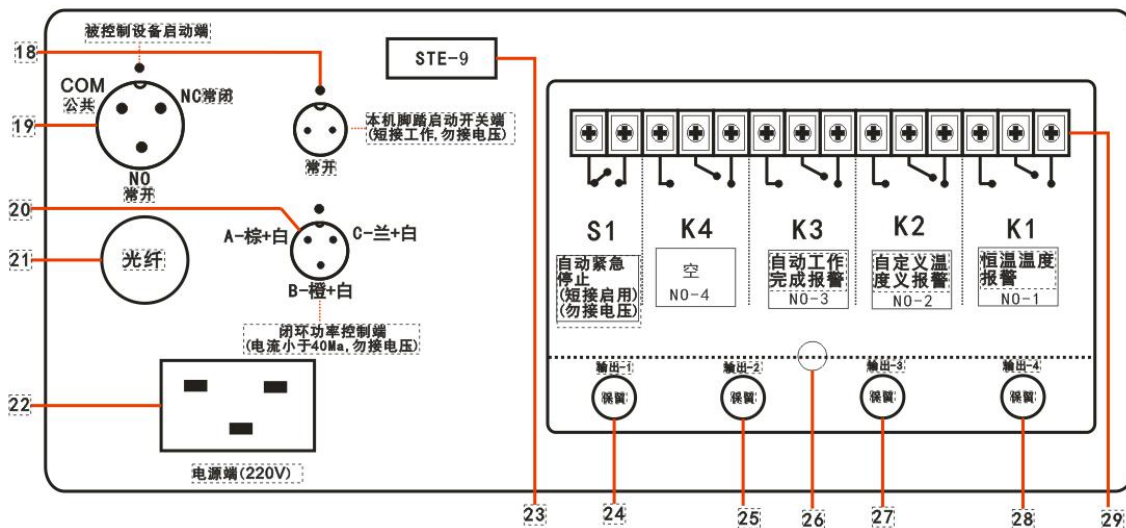 被控制设备启动端
18
STE-9
COM
公共
NC常闭
19
本机脚踏启动开关端
(短接工作,勿接电压)
常开
NO
常开
20
A-棕+白
C-兰+白
21
光纤
B-橙+白
闭环功率控制端
(电流小于40Ma,勿接电压)
22
电源端(220V)
S1
K4
K3
K2
K1
自动紧急
停止
(短接启用)
(勿接电压)
空
NO-4
自动工作
完成报警
NO-3
自定义温
度义报警
NO-2
恒温温度
报警
NO-1
输出-1
输出-2
输出-3
输出-4
保留
保留
保留
保留
23
24
25
26
27
28
29